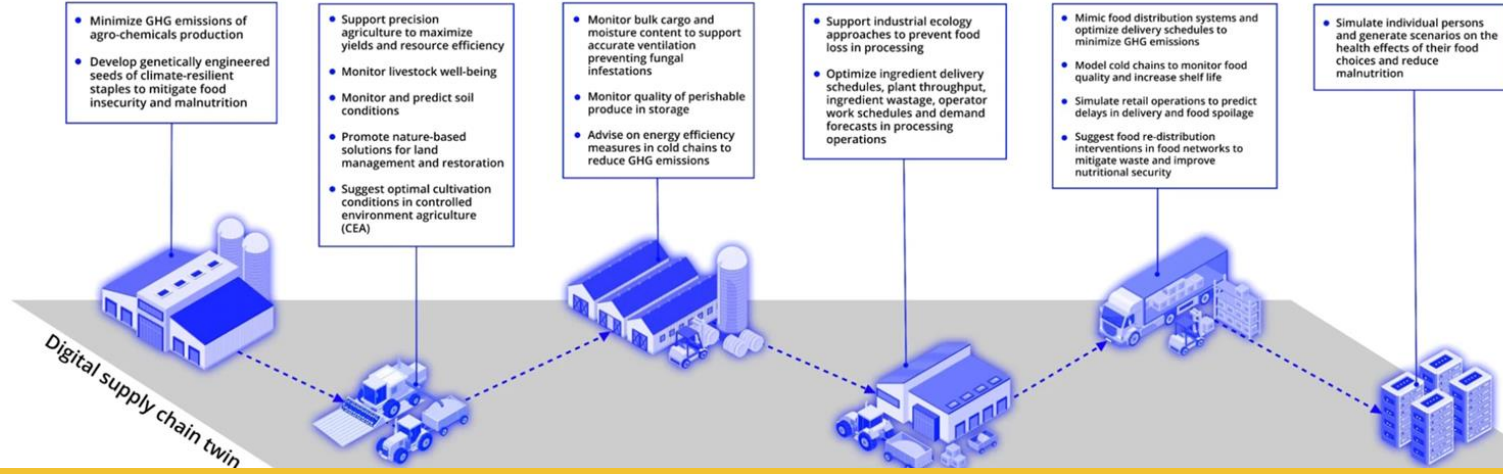 Minimize GHG emissions of
agro-chemicals production
Develop genetically engineered
seeds of climate-resilient
staples to mitigate food
insecurity and malnutrition
Support precision
agriculture to maximize
yields and resource efficiency
Monitor livestock well-being
Monitor and predict soil
conditions
Promote nature-based
solutions for land
management and restoration
Suggest optimal cultivation
conditions in controlled
environment agriculture
(CEA)
Monitor bulk cargo and
moisture content to support
accurate ventilation
preventing fungal
infestations
Monitor quality of perishable
produce in storage
Advise on energy efficiency
measures in cold chains to
reduce GHG emissions
Support industrial ecology
approaches to prevent food
loss in processing
Optimize ingredient delivery
schedules, plant throughput,
ingredient wastage, operator
work schedules and demand
forecasts in processing
operations
Mimic food distribution systems and
optimize delivery schedules to
minimize GHG emissions
Model cold chains to monitor food
quality and increase shelf life
Simulate retail operations to predict
delays in delivery and food spoilage
Suggest food re-distribution
interventions in food networks to
mitigate waste and improve
nutritional security
Simulate individual persons
and generate scenarios on the
health effects of their food
choices and reduce
malnutrition
Digital supply chain twin